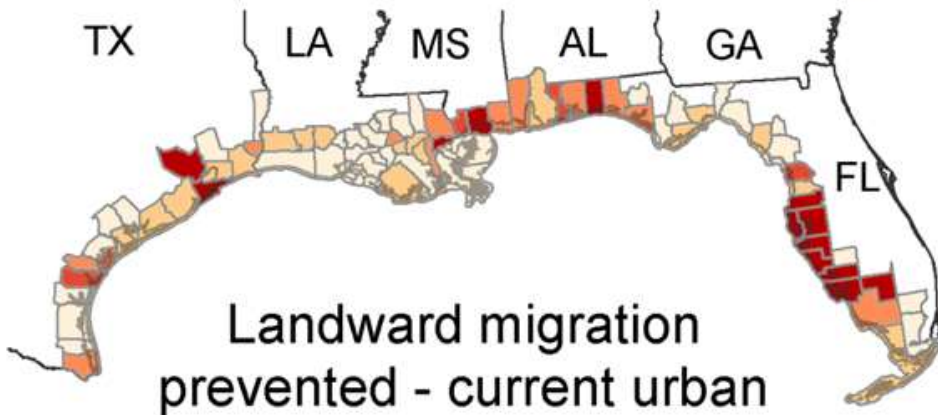 TX LA MS AL GA
FL
Landward migration
prevented - current urban